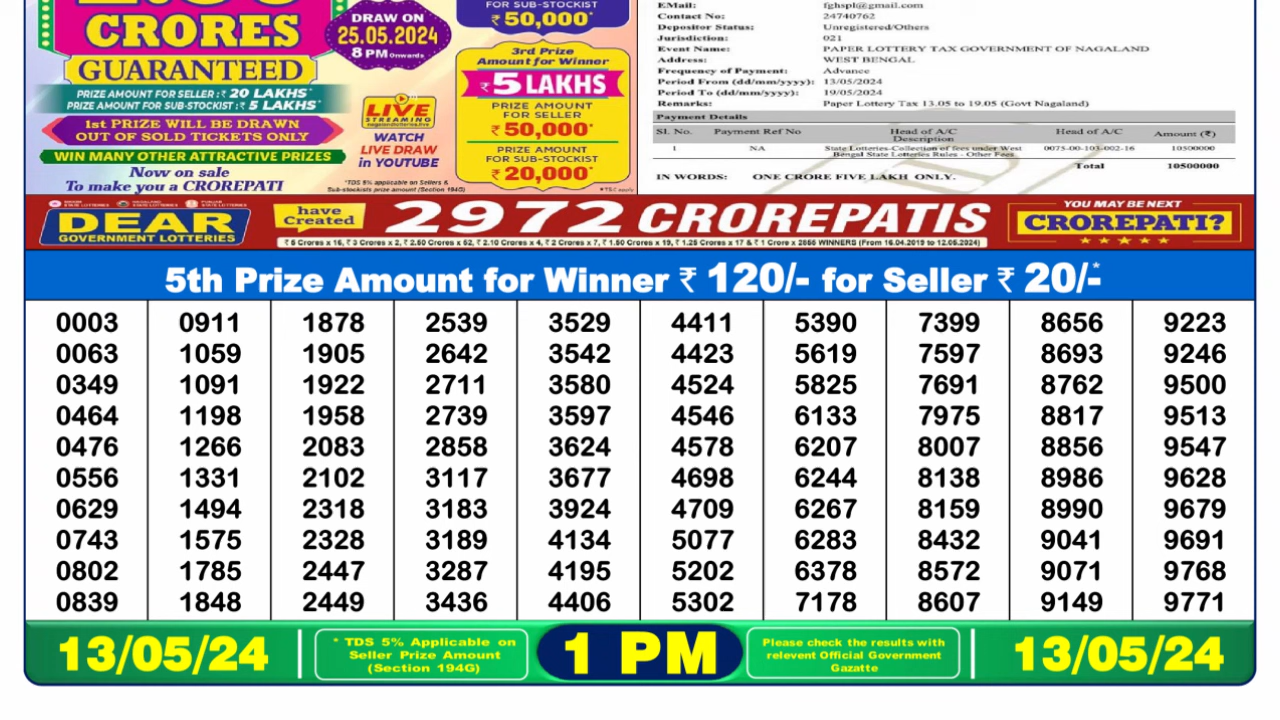 CRORES
GUARANTEED
PRIZE AMOUNT FOR SELLER : ₹ 20 LAKHS*
PRIZE AMOUNT FOR SUB-STOCKIST : ₹ 5 LAKHS*
1st PRIZE WILL BE DRAWN
OUT OF SOLD TICKETS ONLY
WIN MANY OTHER ATTRACTIVE PRIZES
Now on sale
To make you a CROREPATI
DRAW ON
25.05.2024
8 PM Onwards
LIVE
STREAMING
WATCH
LIVE DRAW
in YOUTUBE
*TDS 5% applicable on Sellers &
Sub-stockists prize amount (Section 194G)
FOR SUB-STOCKIST
₹ 50,000*
3rd Prize
Amount for Winner
₹ 5 LAKHS
PRIZE AMOUNT
FOR SELLER
₹ 50,000*
PRIZE AMOUNT
FOR SUB-STOCKIST
₹ 20,000*
EMail: fghspl@gmail.com
Contact No: 24740762
Depositor Status: Unregistered/Others
Jurisdiction: 021
Event Name: PAPER LOTTERY TAX GOVERNMENT OF NAGALAND
Address: WEST BENGAL
Frequency of Payment: Advance
Period From (dd/mm/yyyy): 13/05/2024
Period To (dd/mm/yyyy): 19/05/2024
Remarks: Paper Lottery Tax 13.05 to 19.05 (Govt Nagaland)
Payment Details
Sl. No. Payment Ref No Head of A/C Description Head of A/C Amount (₹)
1 NA State Lotteries-Collection of fees under West Bengal State Lotteries Rules - Other Fees 0075-00-103-002-16 10500000
Total 10500000
IN WORDS: ONE CRORE FIVE LAKH ONLY.
DEAR
GOVERNMENT LOTTERIES
have
Created
2972 CROREPATIS
YOU MAY BE NEXT
CROREPATI?
5th Prize Amount for Winner ₹ 120/- for Seller ₹ 20/-*
0003 0911 1878 2539 3529 4411 5390 7399 8656 9223
0063 1059 1905 2642 3542 4423 5619 7597 8693 9246
0349 1091 1922 2711 3580 4524 5825 7691 8762 9500
0464 1198 1958 2739 3597 4546 6133 7975 8817 9513
0476 1266 2083 2858 3624 4578 6207 8007 8856 9547
0556 1331 2102 3117 3677 4698 6244 8138 8986 9628
0629 1494 2318 3183 3924 4709 6267 8159 8990 9679
0743 1575 2328 3189 4134 5077 6283 8432 9041 9691
0802 1785 2447 3287 4195 5202 6378 8572 9071 9768
0839 1848 2449 3436 4406 5302 7178 8607 9149 9771
13/05/24
* TDS 5% Applicable on
Seller Prize Amount
(Section 194G)
1 PM
Please check the results with
relevent Official Government
Gazatte
13/05/24